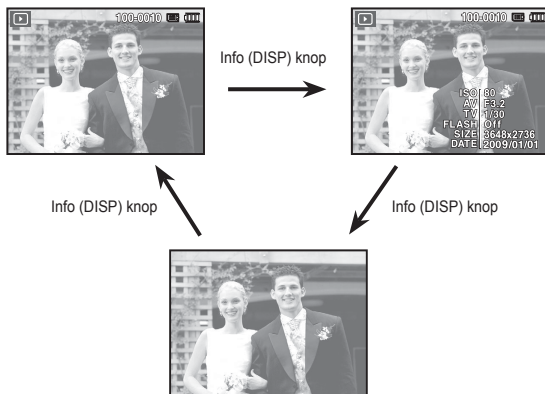 100-0010
100-0010
Info (DISP) knop
ISO 80
AV F3.2
TV 1/30
FLASH Off
SIZE 3648x2736
DATE 2009/01/01
Info (DISP) knop
Info (DISP) knop